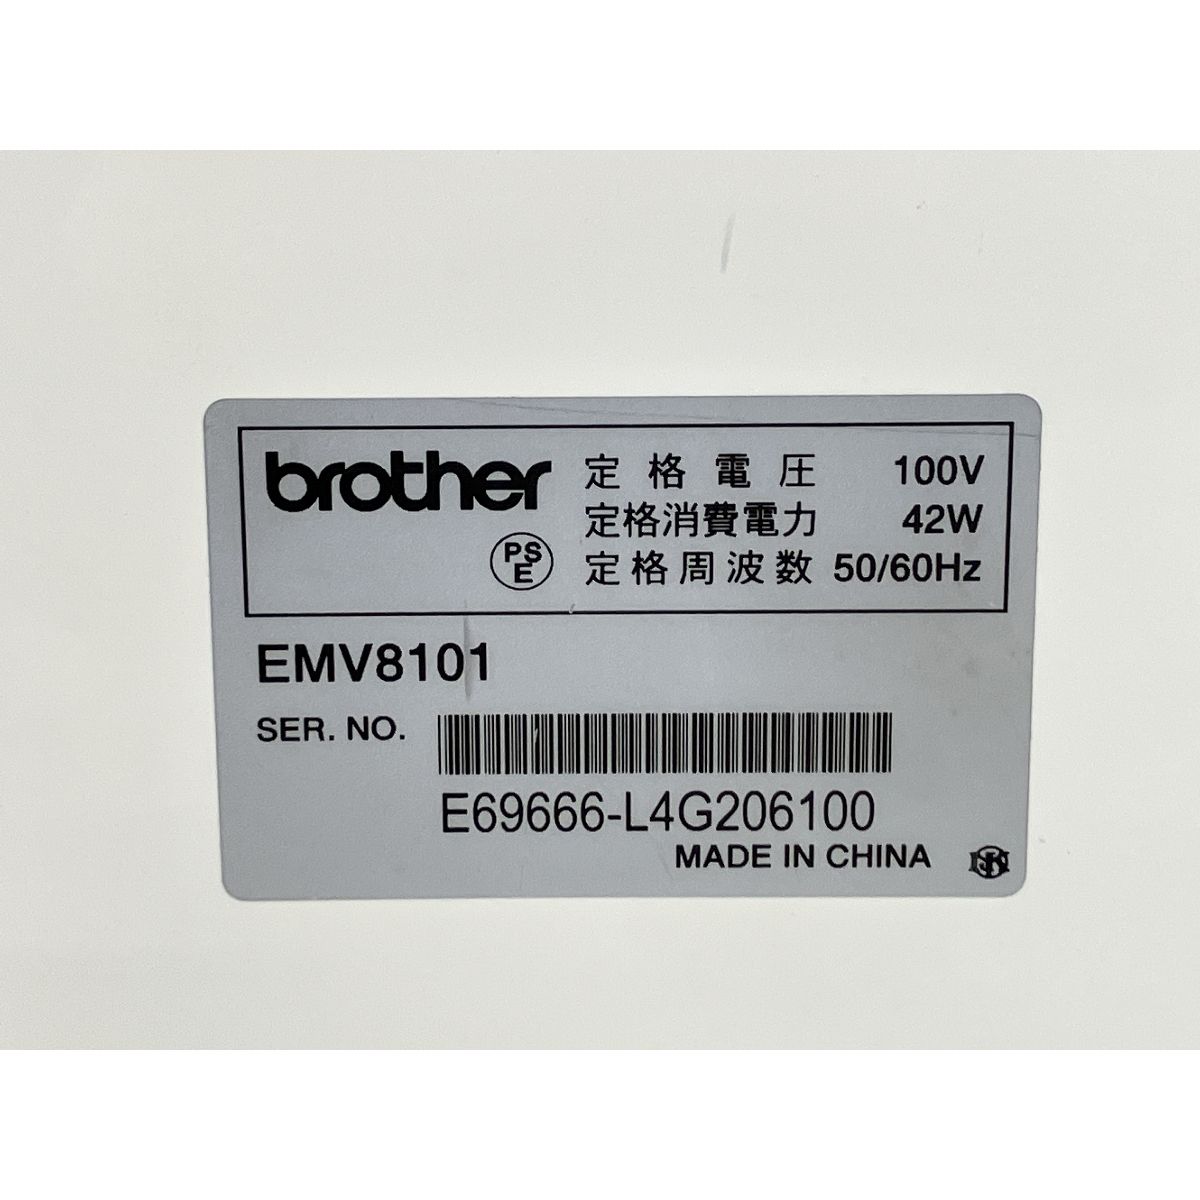 brother
定格電圧 100V
定格消費電力 42W
PS
E
定格周波数 50/60Hz
EMV8101
SER. NO.
E69666-L4G206100
MADE IN CHINA